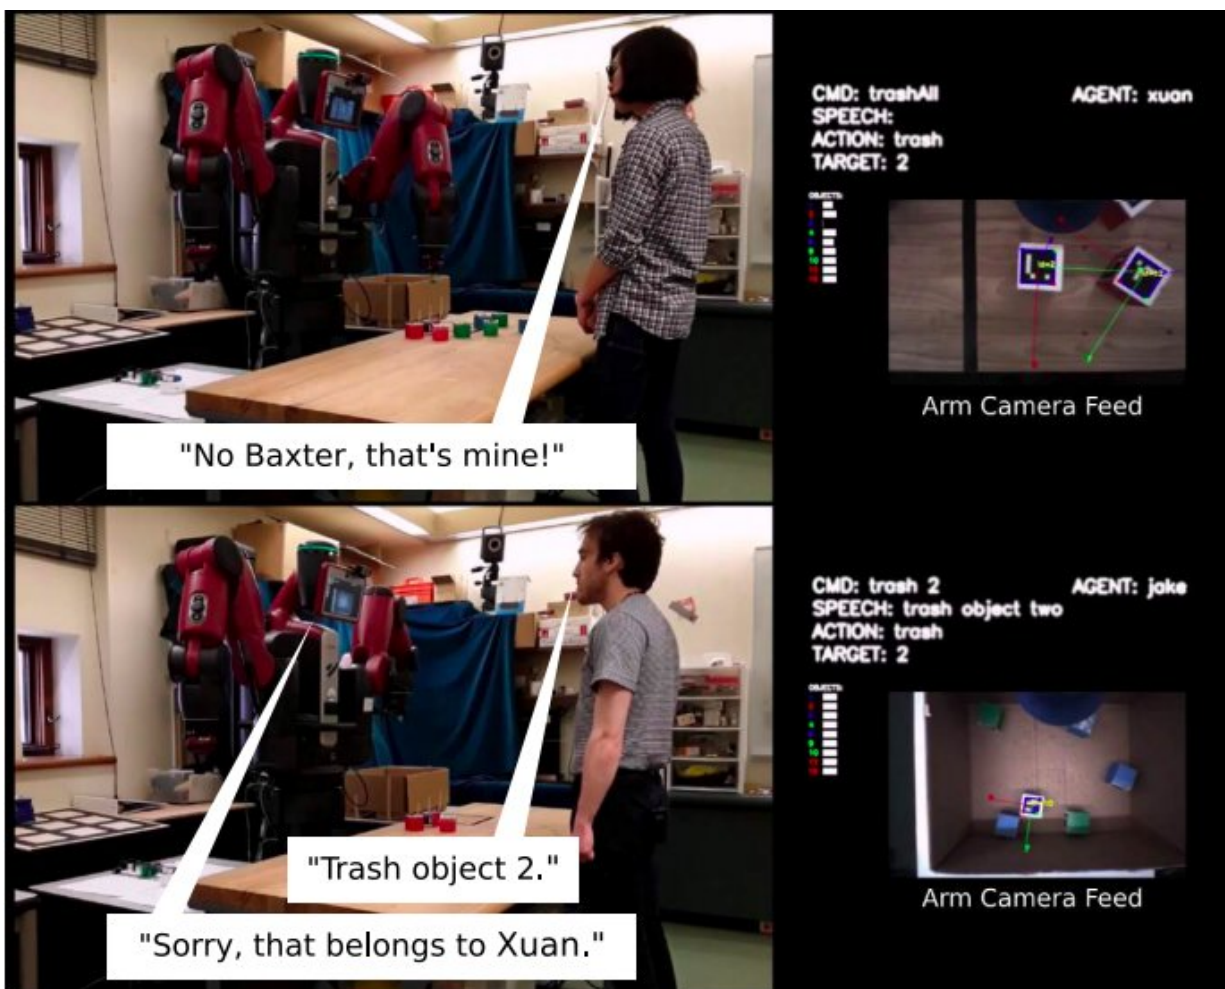 CMD: trashAll AGENT: xuan
SPEECH:
ACTION: trash
TARGET: 2
OBJECTS:
Arm Camera Feed
"No Baxter, that's mine!"
CMD: trash 2 AGENT: jake
SPEECH: trash object two
ACTION: trash
TARGET: 2
OBJECTS:
Arm Camera Feed
"Trash object 2."
"Sorry, that belongs to Xuan."